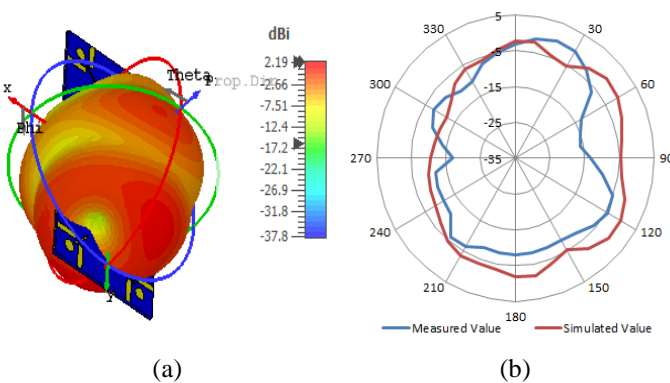 dBi
2.19
-2.66
-7.51
-12.4
-17.2
-22.1
-26.9
-31.8
-37.8
x
Phi
Theta
Prop.Dir.
y
5
-5
-15
-25
-35
30
60
90
120
150
180
210
240
270
300
330
Measured Value
Simulated Value
(a)
(b)